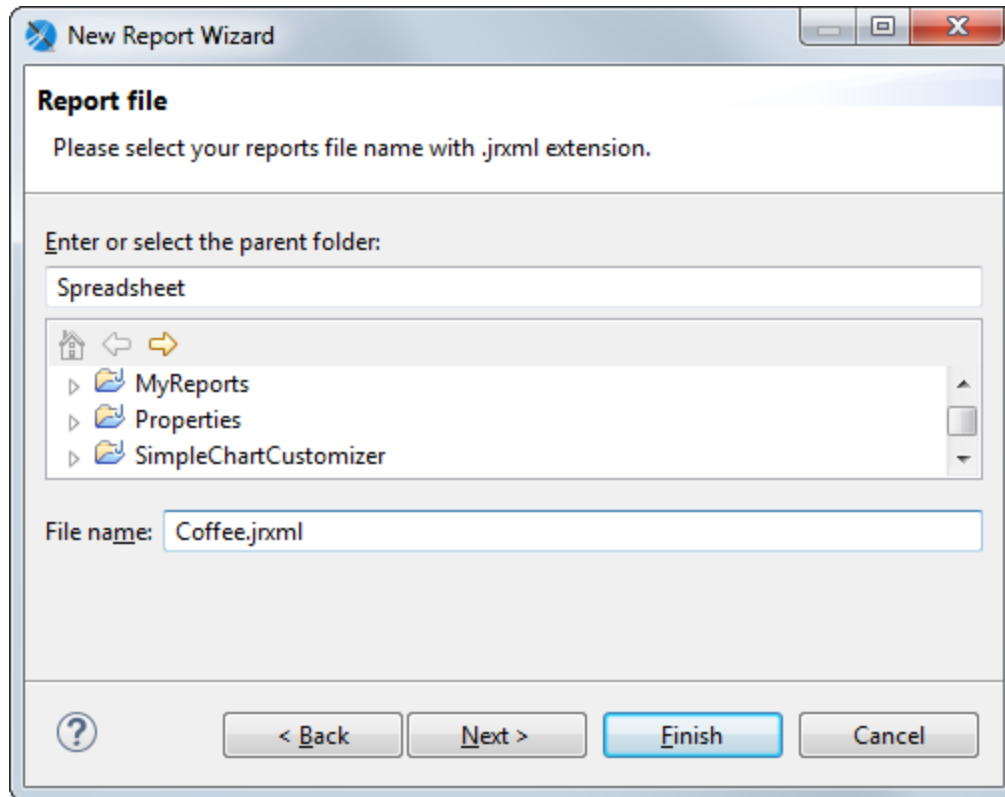 New Report Wizard
Report file
Please select your reports file name with .jrxml extension.
Enter or select the parent folder:
Spreadsheet
MyReports
Properties
SimpleChartCustomizer
File name: Coffee.jrxml
? < Back Next > Finish Cancel